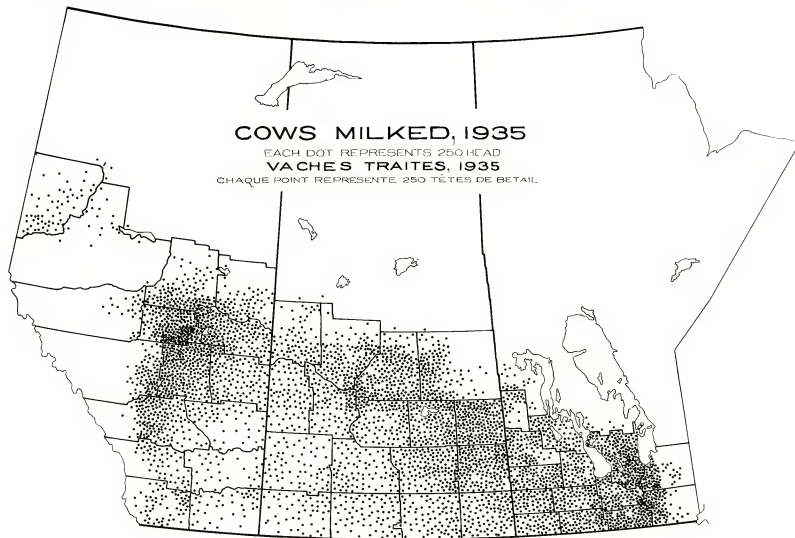 COWS MILKED, 1935
EACH DOT REPRESENTS 250 HEAD
VACHES TRAITES, 1935
CHAQUE POINT REPRESENTE 250 TÊTES DE BETAIL.